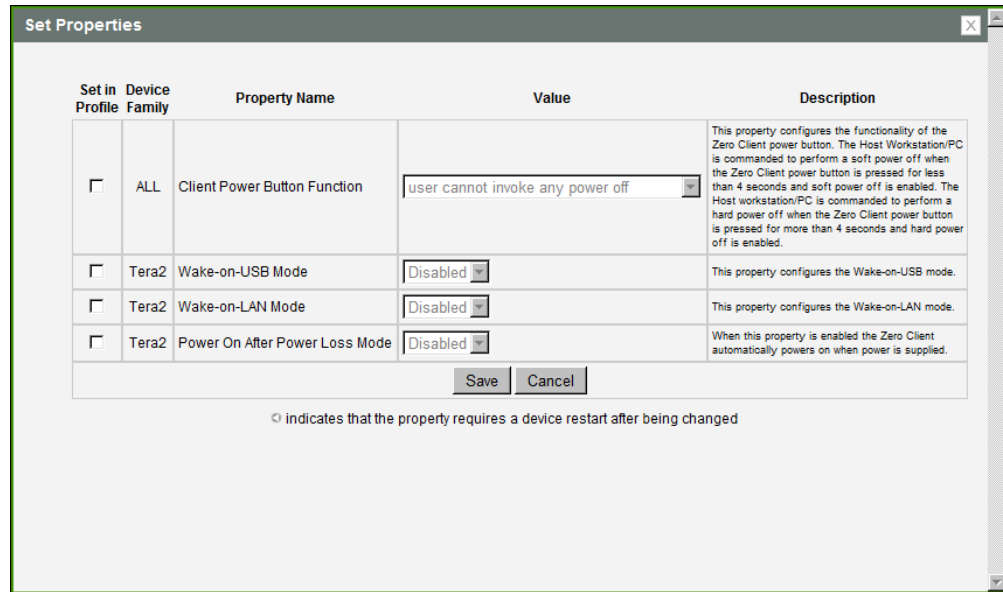 Set Properties
X
Set in Profile
Device Family
Property Name
Value
Description
ALL
Client Power Button Function
user cannot invoke any power off
This property configures the functionality of the
Zero Client power button. The Host Workstation/PC
is commanded to perform a soft power off when
the Zero Client power button is pressed for less
than 4 seconds and soft power off is enabled. The
Host workstation/PC is commanded to perform a
hard power off when the Zero Client power button
is pressed for more than 4 seconds and hard power
off is enabled.
Tera2
Wake-on-USB Mode
Disabled
This property configures the Wake-on-USB mode.
Tera2
Wake-on-LAN Mode
Disabled
This property configures the Wake-on-LAN mode.
Tera2
Power On After Power Loss Mode
Disabled
When this property is enabled the Zero Client
automatically powers on when power is supplied.
Save
Cancel
indicates that the property requires a device restart after being changed